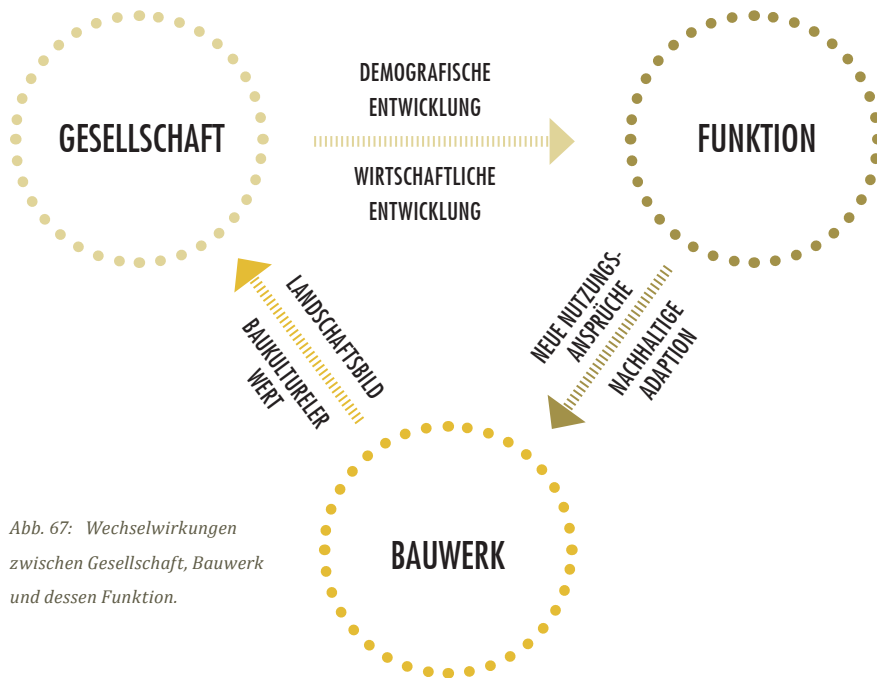 DEMOGRAFISCHE
ENTWICKLUNG
GESELLSCHAFT
FUNKTION
WIRTSCHAFTLICHE
ENTWICKLUNG
LANDSCHAFTSBILD
BAUKULTURELER
WERT
NEUE NUTZUNGS-
ANSPRÜCHE
NACHHALTIGE
ADAPTION
BAUWERK
Abb. 67: Wechselwirkungen
zwischen Gesellschaft, Bauwerk
und dessen Funktion.